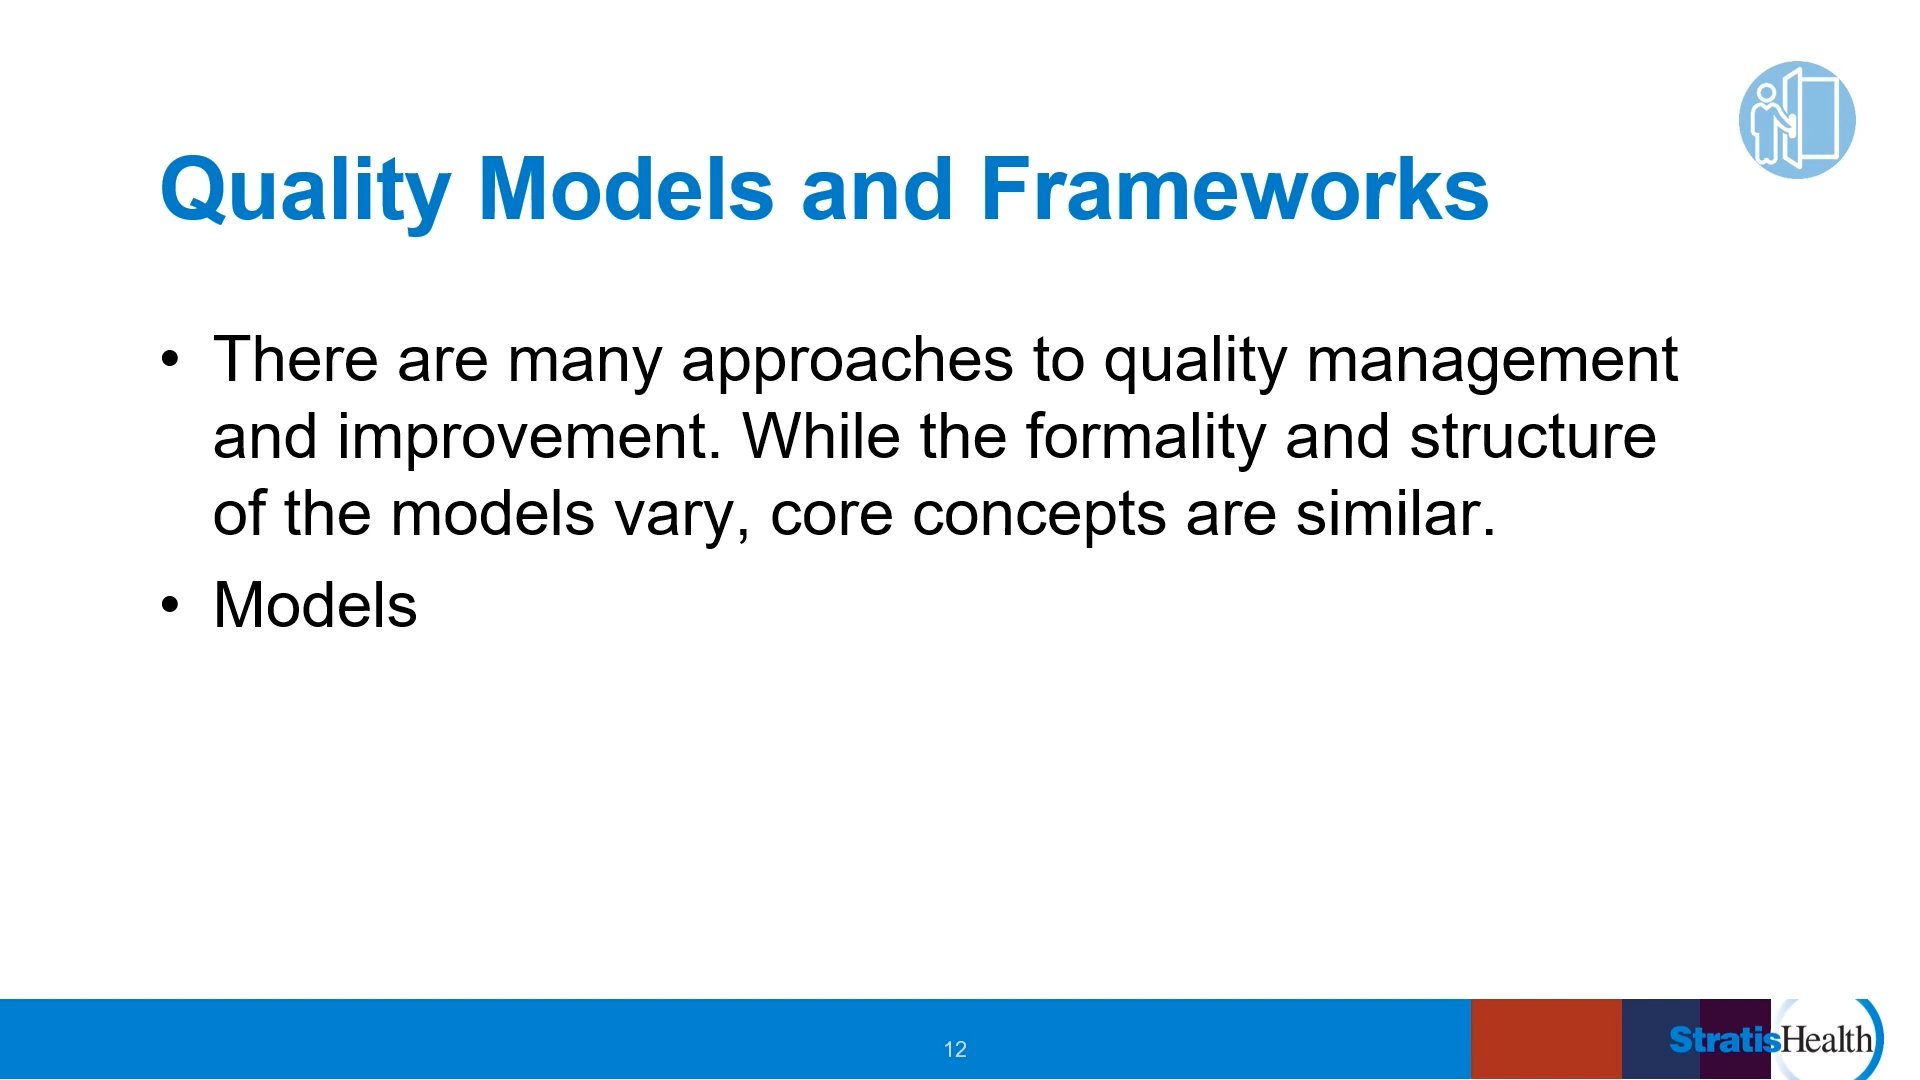 Quality Models and Frameworks
• There are many approaches to quality management
and improvement. While the formality and structure
of the models vary, core concepts are similar.
• Models
12
StratisHealth